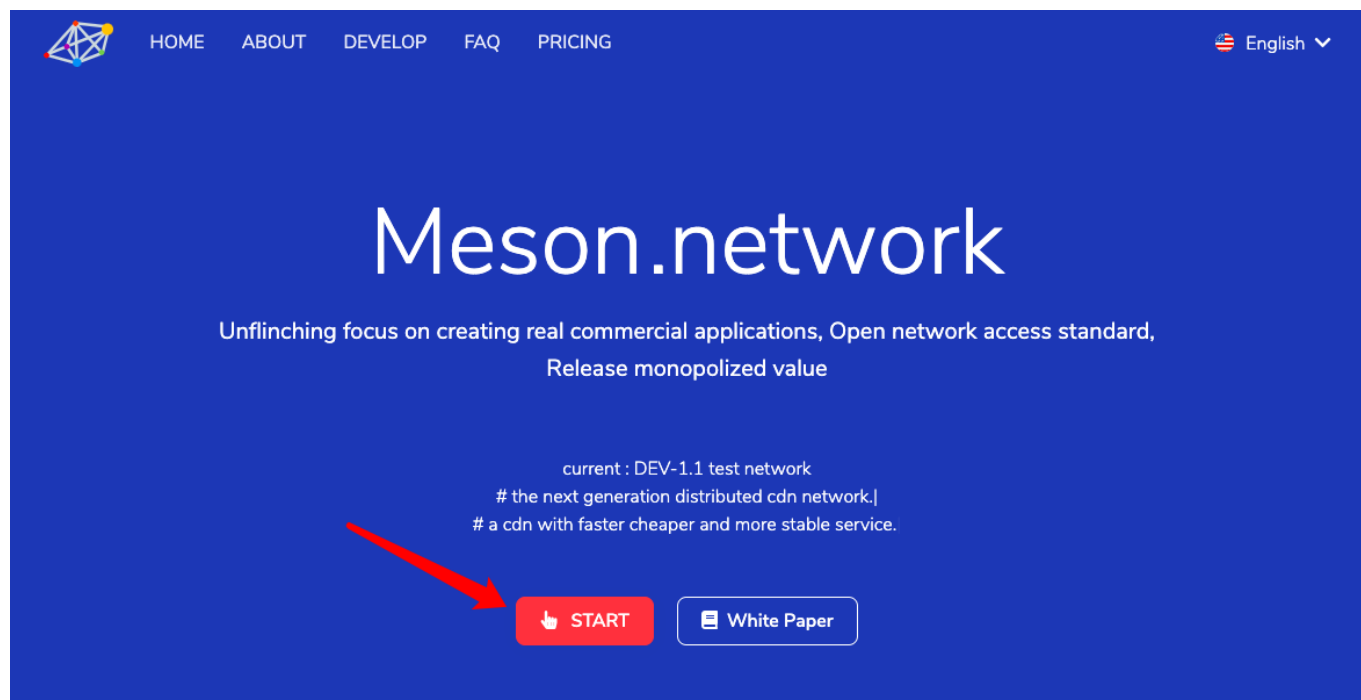 HOME ABOUT DEVELOP FAQ PRICING English
Meson.network
Unflinching focus on creating real commercial applications, Open network access standard,
Release monopolized value
current : DEV-1.1 test network
# the next generation distributed cdn network.|
# a cdn with faster cheaper and more stable service.
START White Paper